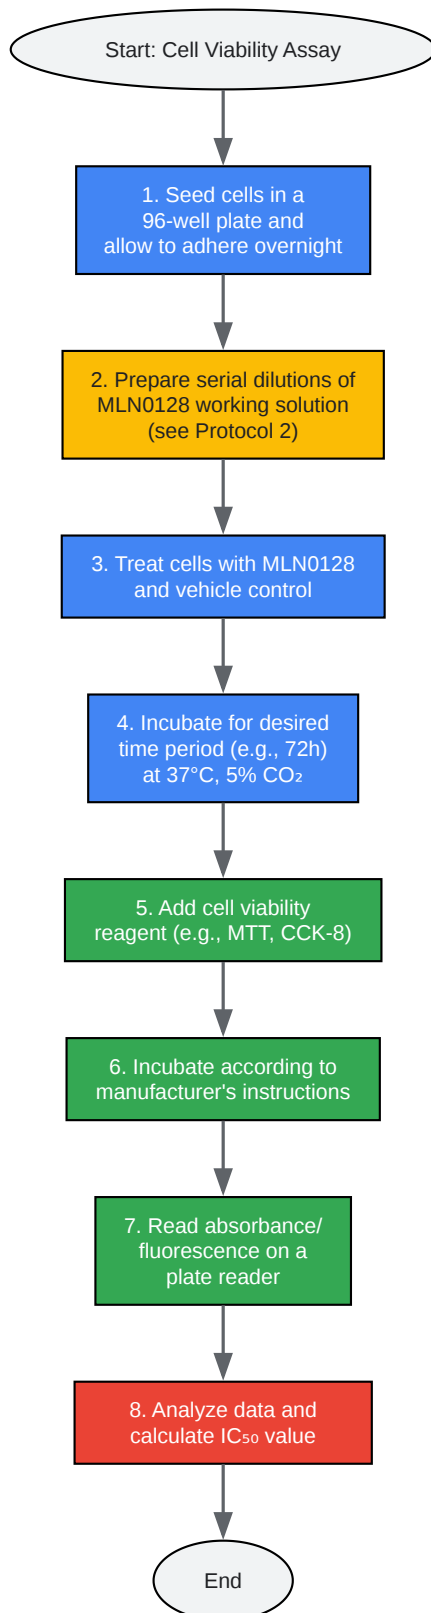 Start: Cell Viability Assay
1. Seed cells in a
96-well plate and
allow to adhere overnight
2. Prepare serial dilutions of
MLN0128 working solution
(see Protocol 2)
3. Treat cells with MLN0128
and vehicle control
4. Incubate for desired
time period (e.g., 72h)
at 37°C, 5% CO₂
5. Add cell viability
reagent (e.g., MTT, CCK-8)
6. Incubate according to
manufacturer's instructions
7. Read absorbance/
fluorescence on a
plate reader
8. Analyze data and
calculate IC₅₀ value
End